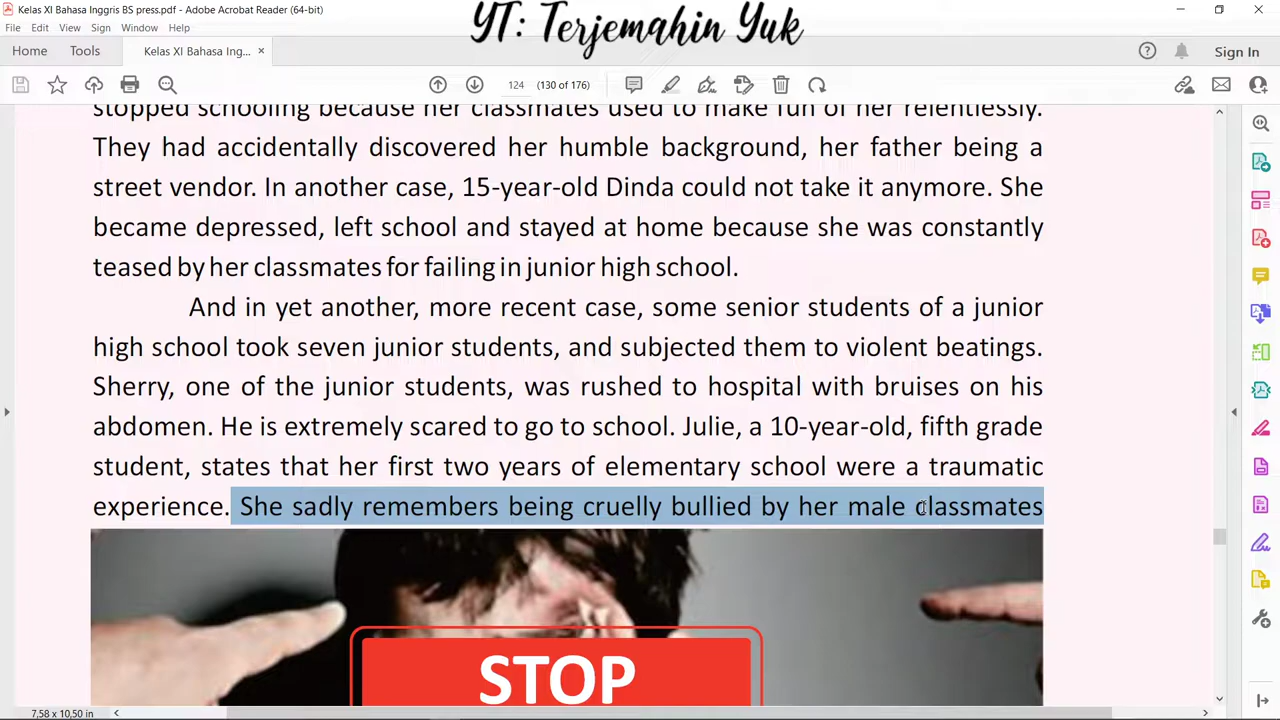 Kelas XI Bahasa Inggris BS press.pdf - Adobe Acrobat Reader (64-bit)
YT: Terjemahin Yuk
File Edit View Sign Window Help
Home Tools Kelas XI Bahasa Ing... × Sign In
124 (130 of 176)
stopped schooling because her classmates used to make fun of her relentlessly.
They had accidentally discovered her humble background, her father being a
street vendor. In another case, 15-year-old Dinda could not take it anymore. She
became depressed, left school and stayed at home because she was constantly
teased by her classmates for failing in junior high school.
And in yet another, more recent case, some senior students of a junior
high school took seven junior students, and subjected them to violent beatings.
Sherry, one of the junior students, was rushed to hospital with bruises on his
abdomen. He is extremely scared to go to school. Julie, a 10-year-old, fifth grade
student, states that her first two years of elementary school were a traumatic
experience. She sadly remembers being cruelly bullied by her male classmates
STOP
7,58 x 10,50 in